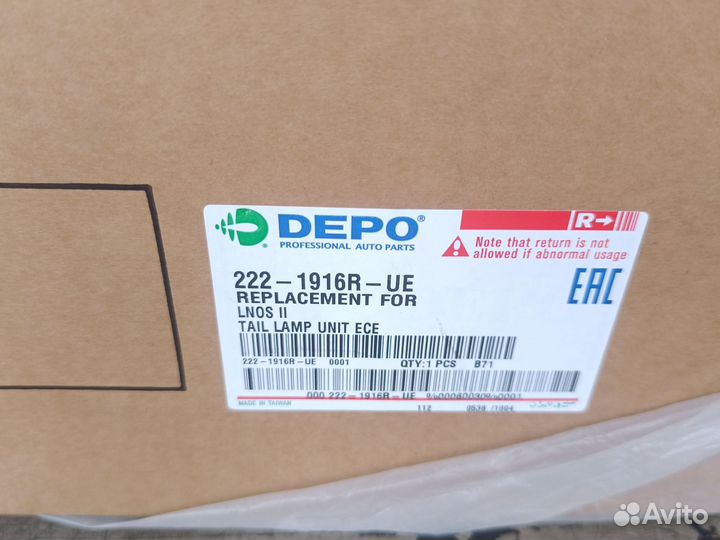 DEPO®
PROFESSIONAL AUTO PARTS
R→
Note that return is not
allowed if abnormal usage
222-1916R-UE
REPLACEMENT FOR
LNOS II
TAIL LAMP UNIT ECE
EAC
222-1916R-UE 0001 QTY:1 PCS B71
000 222-1916R-UE
MADE IN TAIWAN
112
Avito